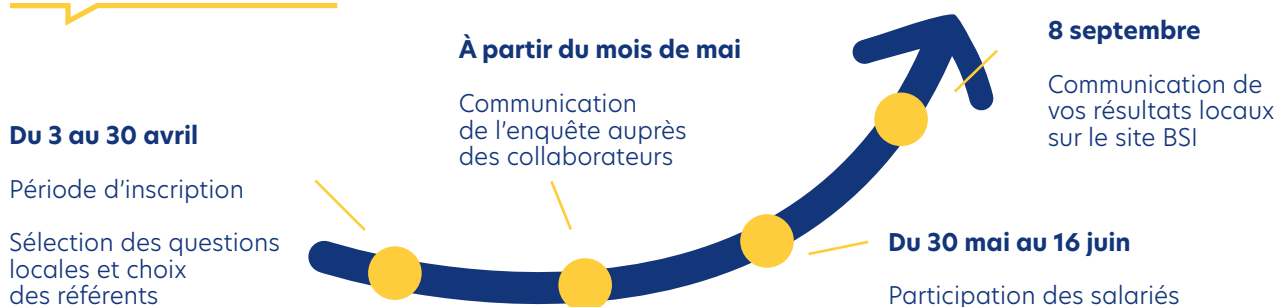 Du 3 au 30 avril
Période d'inscription
Sélection des questions
locales et choix
des référents
À partir du mois de mai
Communication
de l'enquête auprès
des collaborateurs
Du 30 mai au 16 juin
Participation des salariés
8 septembre
Communication de
vos résultats locaux
sur le site BSI